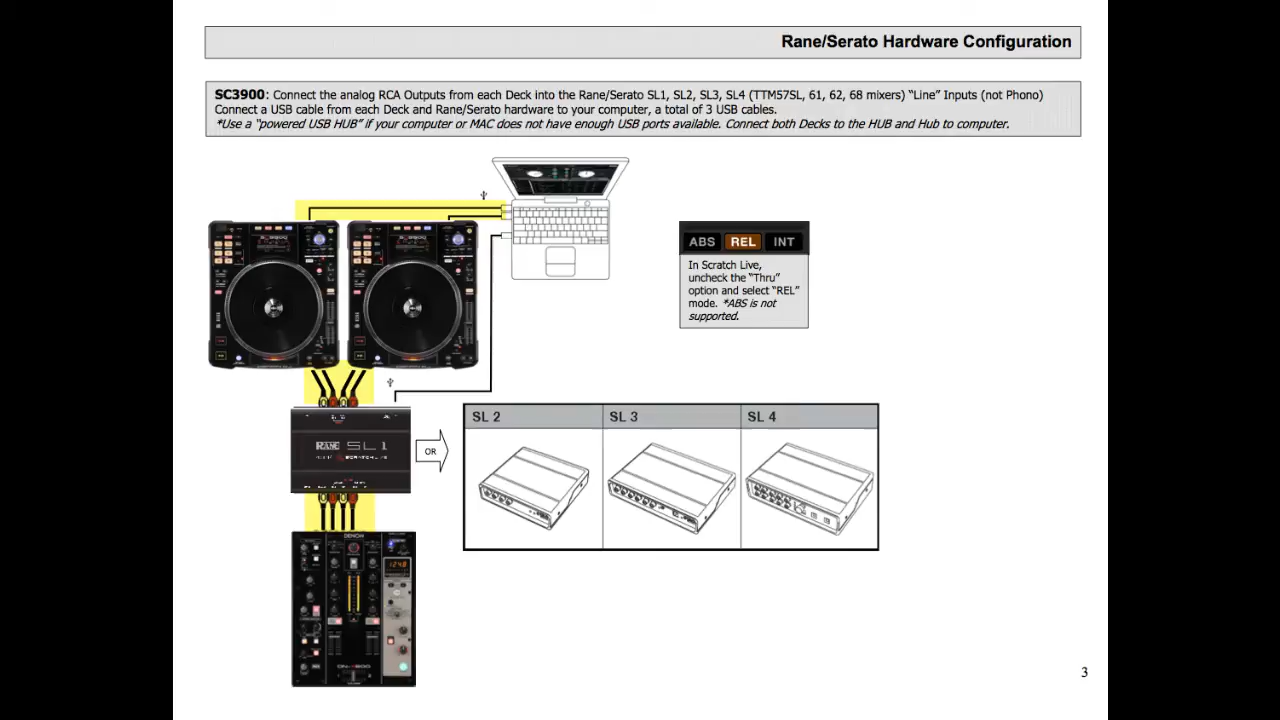 Rane/Serato Hardware Configuration
SC3900: Connect the analog RCA Outputs from each Deck into the Rane/Serato SL1, SL2, SL3, SL4 (TTM57SL, 61, 62, 68 mixers) “Line” Inputs (not Phono)
Connect a USB cable from each Deck and Rane/Serato hardware to your computer, a total of 3 USB cables.
*Use a “powered USB HUB” if your computer or MAC does not have enough USB ports available. Connect both Decks to the HUB and Hub to computer.
ABS REL INT
In Scratch Live,
uncheck the “Thru”
option and select “REL”
mode. *ABS is not
supported.
RANE SL1
OR
SL 2 SL 3 SL 4
DENON
124.0
3